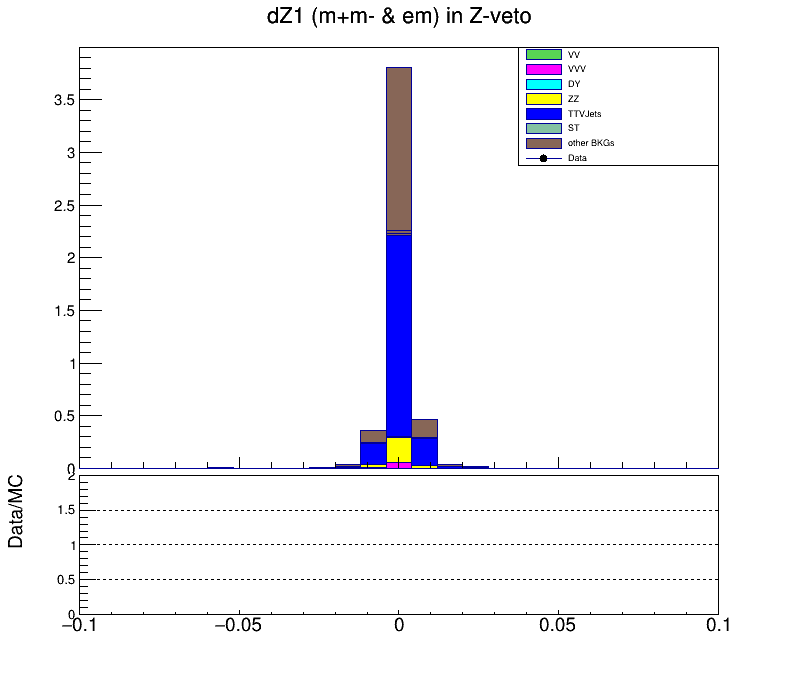 dZ1 (m+m- & em) in Z-veto
VV
VVV
DY
ZZ
TTVJets
ST
other BKGs
Data
3.5
3
2.5
2
1.5
1
0.5
0
Data/MC
2
1.5
1
0.5
0
−0.1
−0.05
0
0.05
0.1